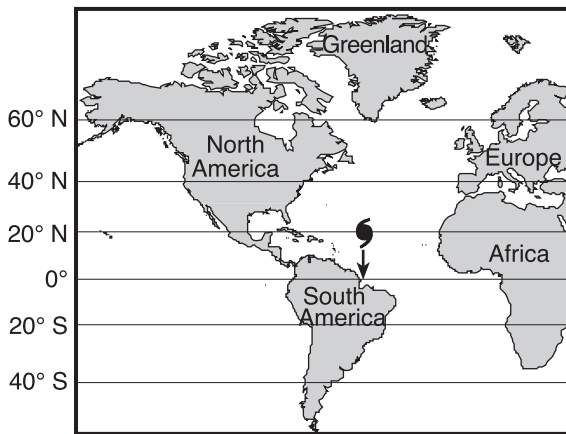 Greenland
60° N
North
America
Europe
40° N
20° N
Africa
0°
South
America
20° S
40° S